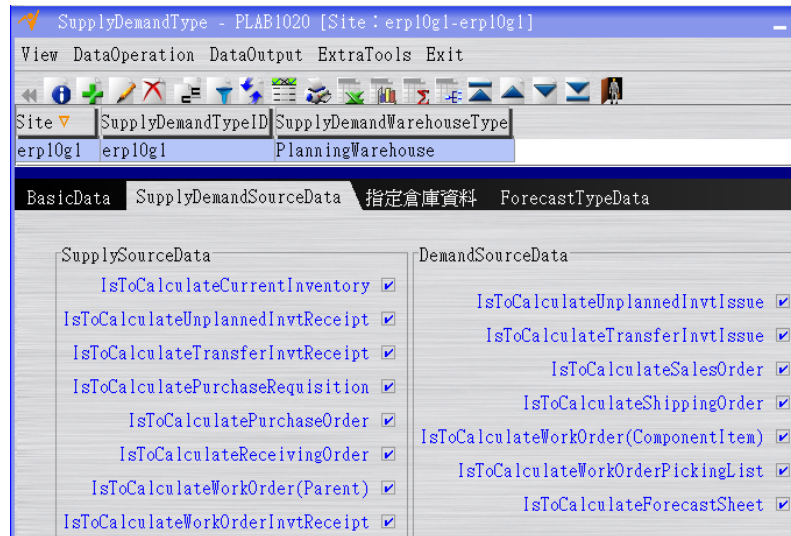 SupplyDemandType - PLAB1020 [Site：erp10g1-erp10g1]
View DataOperation DataOutput ExtraTools Exit
Site SupplyDemandTypeID SupplyDemandWarehouseType
erp10g1 erp10g1 PlanningWarehouse
BasicData SupplyDemandSourceData 指定倉庫資料 ForecastTypeData
SupplySourceData
IsToCalculateCurrentInventory
IsToCalculateUnplannedInvtReceipt
IsToCalculateTransferInvtReceipt
IsToCalculatePurchaseRequisition
IsToCalculatePurchaseOrder
IsToCalculateReceivingOrder
IsToCalculateWorkOrder(Parent)
IsToCalculateWorkOrderInvtReceipt
DemandSourceData
IsToCalculateUnplannedInvtIssue
IsToCalculateTransferInvtIssue
IsToCalculateSalesOrder
IsToCalculateShippingOrder
IsToCalculateWorkOrder(ComponentItem)
IsToCalculateWorkOrderPickingList
IsToCalculateForecastSheet